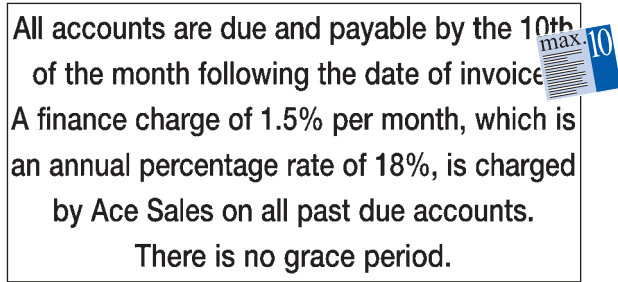 All accounts are due and payable by the 10th
of the month following the date of invoice
A finance charge of 1.5% per month, which is
an annual percentage rate of 18%, is charged
by Ace Sales on all past due accounts.
There is no grace period.
max. 10